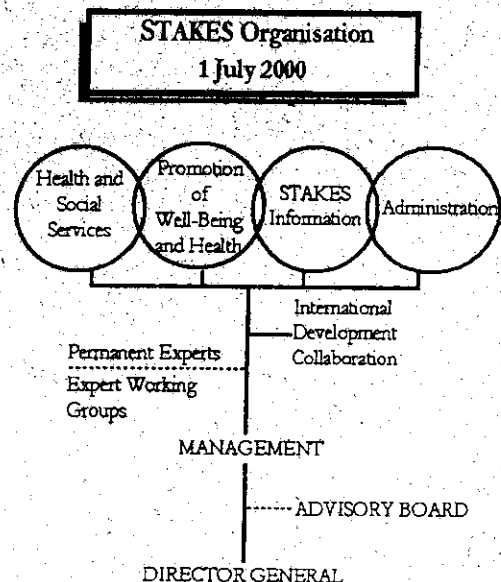 STAKES Organisation
1 July 2000
Health and
Social
Services
Promotion
of
Well-Being
and Health
STAKES
Information
Administration
International
Development
Collaboration
Permanent Experts
Expert Working
Groups
MANAGEMENT
ADVISORY BOARD
DIRECTOR GENERAL